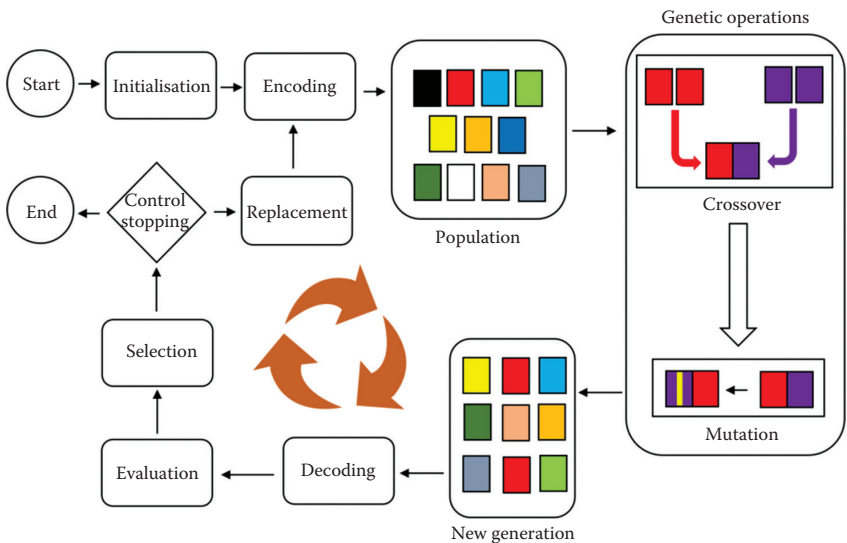 Genetic operations
Start
Initialisation
Encoding
End
Control
stopping
Replacement
Population
Crossover
Selection
Mutation
Evaluation
Decoding
New generation